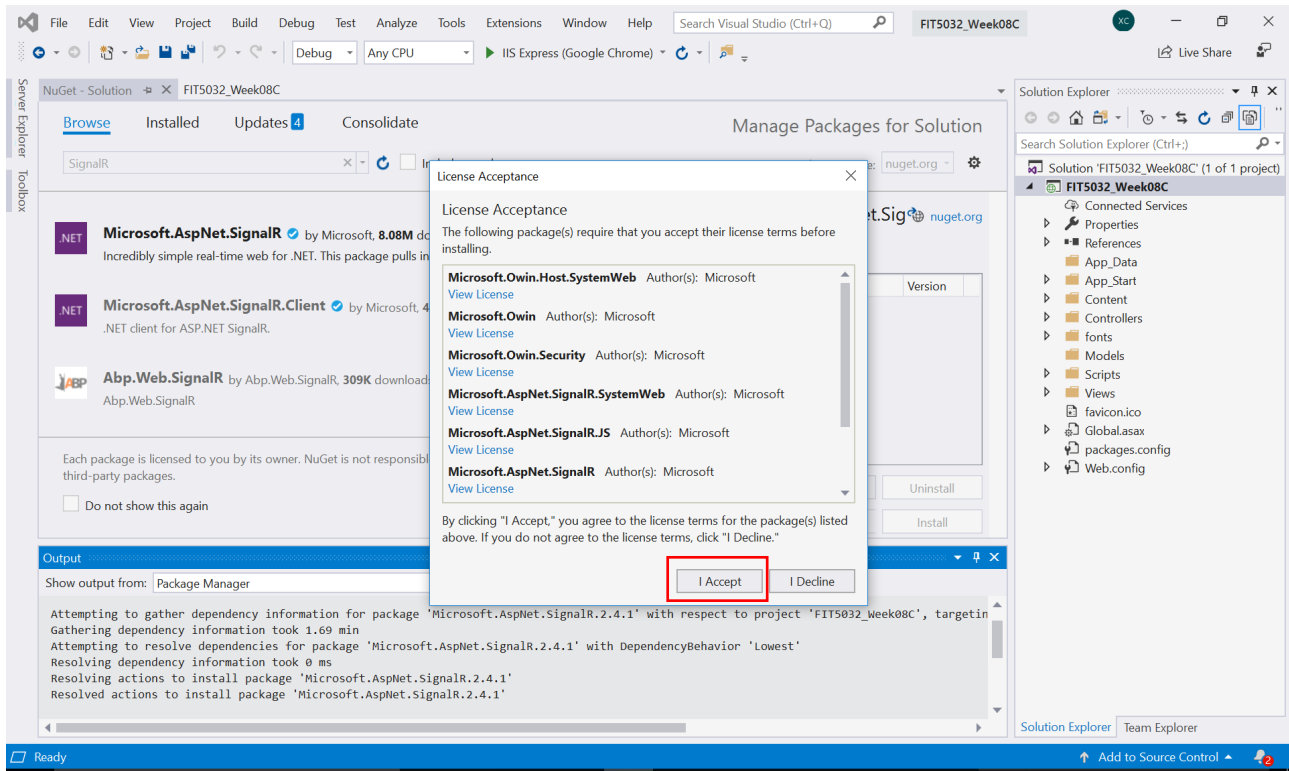 File Edit View Project Build Debug Test Analyze Tools Extensions Window Help Search Visual Studio (Ctrl+Q) FIT5032_Week08C XC
Debug Any CPU IIS Express (Google Chrome) Live Share
Server Explorer
Toolbox
NuGet - Solution FIT5032_Week08C
Browse Installed Updates 4 Consolidate
Manage Packages for Solution
SignalR
nuget.org
.NET
Microsoft.AspNet.SignalR by Microsoft, 8.08M do
Incredibly simple real-time web for .NET. This package pulls in
.NET
Microsoft.AspNet.SignalR.Client by Microsoft, 4
.NET client for ASP.NET SignalR.
ABP
Abp.Web.SignalR by Abp.Web.SignalR, 309K download
Abp.Web.SignalR
Each package is licensed to you by its owner. NuGet is not responsibl
third-party packages.
Do not show this again
t.Sig nuget.org
Version
Uninstall
Install
License Acceptance
License Acceptance
The following package(s) require that you accept their license terms before
installing.
Microsoft.Owin.Host.SystemWeb Author(s): Microsoft
View License
Microsoft.Owin Author(s): Microsoft
View License
Microsoft.Owin.Security Author(s): Microsoft
View License
Microsoft.AspNet.SignalR.SystemWeb Author(s): Microsoft
View License
Microsoft.AspNet.SignalR.JS Author(s): Microsoft
View License
Microsoft.AspNet.SignalR Author(s): Microsoft
View License
By clicking "I Accept," you agree to the license terms for the package(s) listed
above. If you do not agree to the license terms, click "I Decline."
I Accept I Decline
Output
Show output from: Package Manager
Attempting to gather dependency information for package 'Microsoft.AspNet.SignalR.2.4.1' with respect to project 'FIT5032_Week08C', targetin
Gathering dependency information took 1.69 min
Attempting to resolve dependencies for package 'Microsoft.AspNet.SignalR.2.4.1' with DependencyBehavior 'Lowest'
Resolving dependency information took 0 ms
Resolving actions to install package 'Microsoft.AspNet.SignalR.2.4.1'
Resolved actions to install package 'Microsoft.AspNet.SignalR.2.4.1'
Solution Explorer
Search Solution Explorer (Ctrl+;)
Solution 'FIT5032_Week08C' (1 of 1 project)
FIT5032_Week08C
Connected Services
Properties
References
App_Data
App_Start
Content
Controllers
fonts
Models
Scripts
Views
favicon.ico
Global.asax
packages.config
Web.config
Solution Explorer Team Explorer
Ready Add to Source Control 2